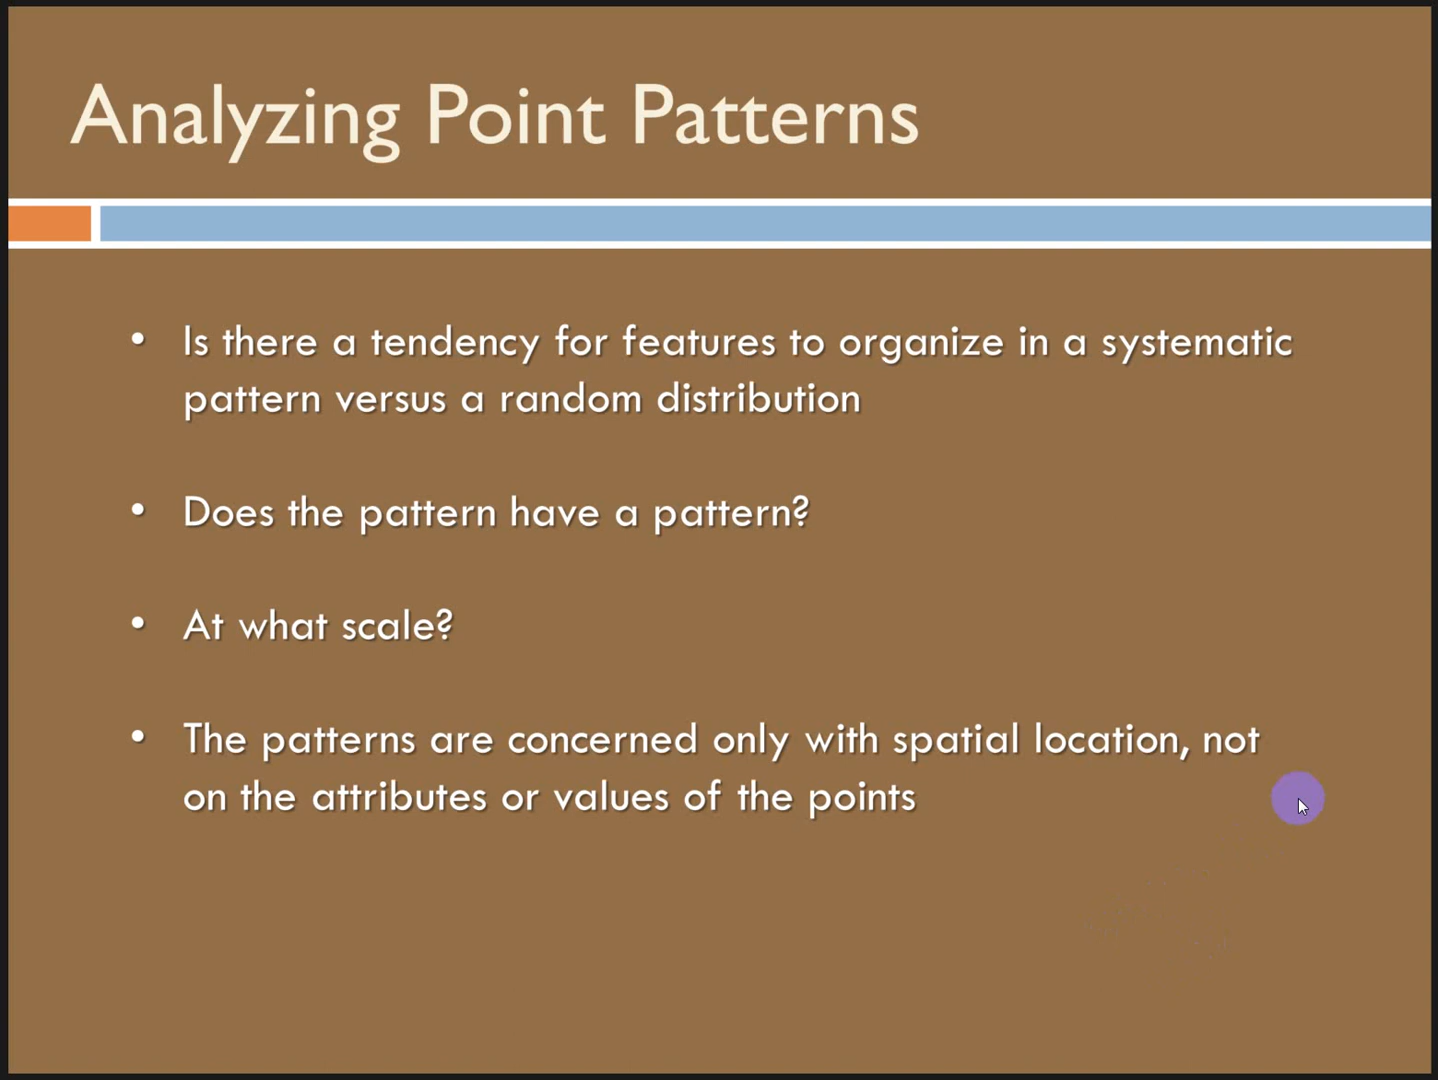 Analyzing Point Patterns
• Is there a tendency for features to organize in a systematic
pattern versus a random distribution
• Does the pattern have a pattern?
• At what scale?
• The patterns are concerned only with spatial location, not
on the attributes or values of the points